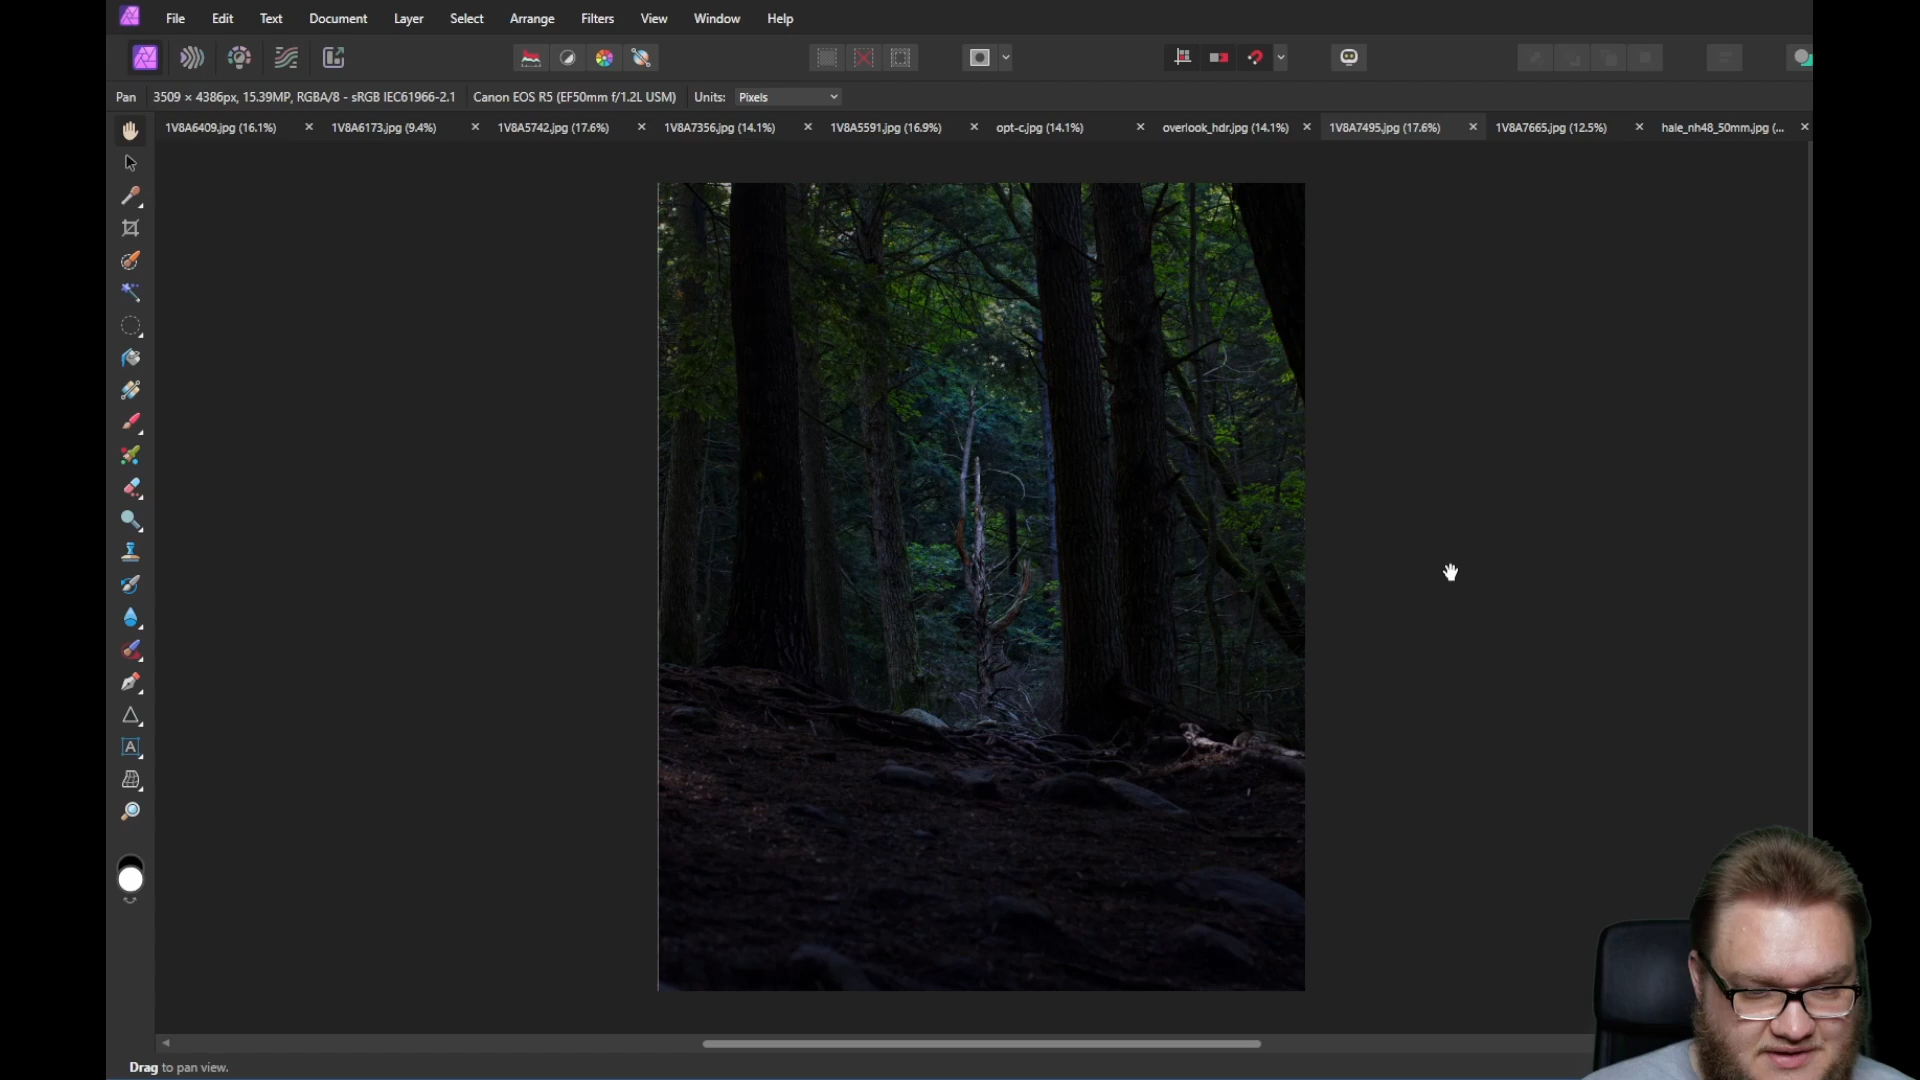 File Edit Text Document Layer Select Arrange Filters View Window Help
Pan 3509 × 4386px, 15.39MP, RGBA/8 - sRGB IEC61966-2.1 Canon EOS R5 (EF50mm f/1.2L USM) Units: Pixels
1V8A6409.jpg (16.1%) 1V8A6173.jpg (9.4%) 1V8A5742.jpg (17.6%) 1V8A7356.jpg (14.1%) 1V8A5591.jpg (16.9%) opt-c.jpg (14.1%) overlook_hdr.jpg (14.1%) 1V8A7495.jpg (17.6%) 1V8A7665.jpg (12.5%) hale_nh48_50mm.jpg (...
A
Drag to pan view.